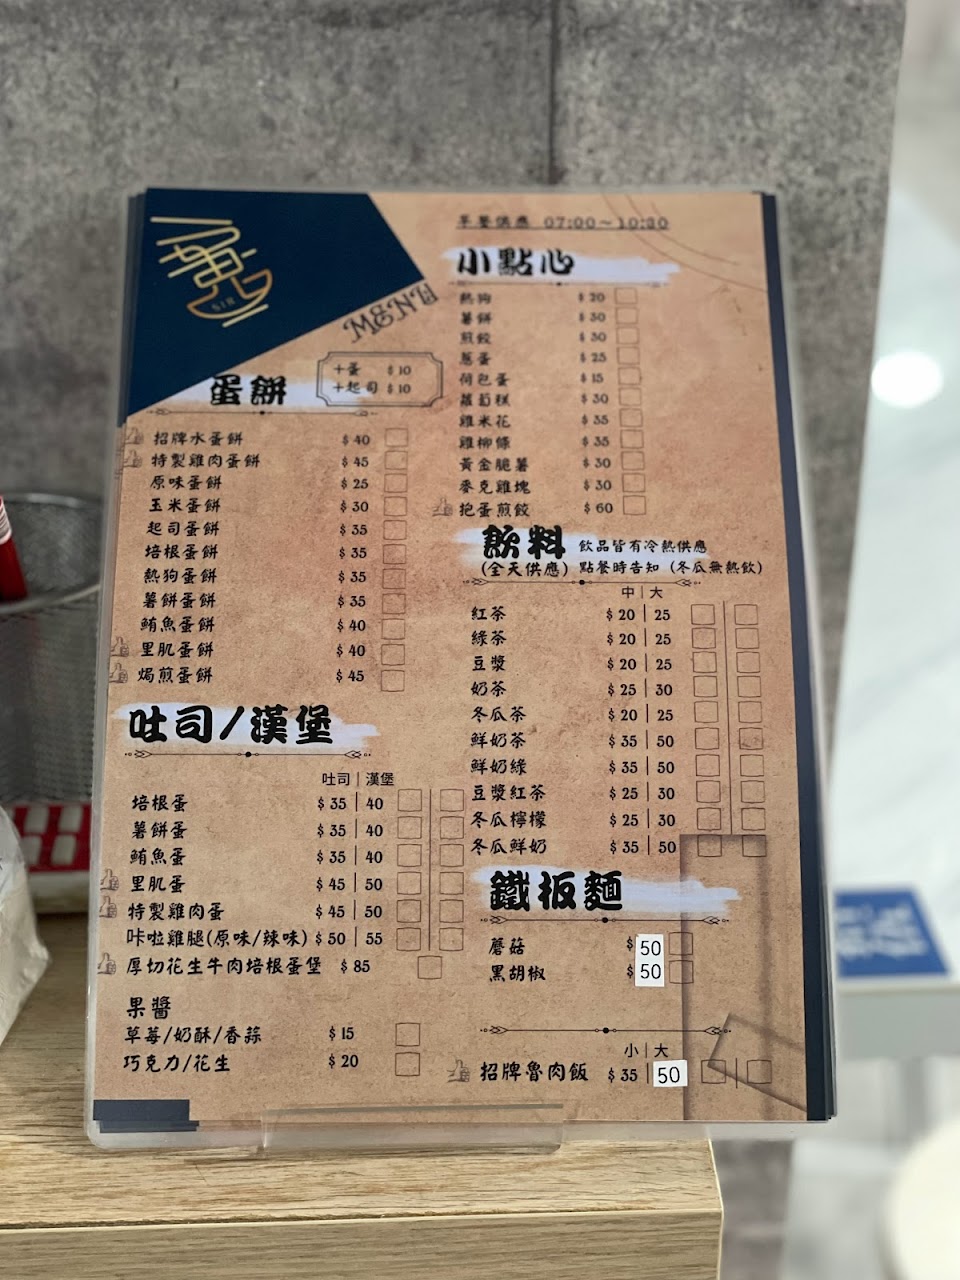 SIR
MENU
蛋餅
+蛋 $10
+起司 $10
招牌水蛋餅 $40
特製雞肉蛋餅 $45
原味蛋餅 $25
玉米蛋餅 $30
起司蛋餅 $35
培根蛋餅 $35
熱狗蛋餅 $35
薯餅蛋餅 $35
鮪魚蛋餅 $40
里肌蛋餅 $40
焗煎蛋餅 $45
吐司/漢堡
吐司|漢堡
培根蛋 $35|40
薯餅蛋 $35|40
鮪魚蛋 $35|40
里肌蛋 $45|50
特製雞肉蛋 $45|50
咔啦雞腿(原味/辣味) $50|55
厚切花生牛肉培根蛋堡 $85
果醬
草莓/奶酥/香蒜 $15
巧克力/花生 $20
早餐供應 07:00~10:30
小點心
熱狗 $20
薯餅 $30
煎餃 $30
蔥蛋 $25
荷包蛋 $15
蘿蔔糕 $30
雞米花 $35
雞柳條 $35
黃金脆薯 $30
麥克雞塊 $30
抱蛋煎餃 $60
飲料 飲品皆有冷熱供應
(全天供應) 點餐時告知 (冬瓜無熱飲)
中|大
紅茶 $20|25
綠茶 $20|25
豆漿 $20|25
奶茶 $25|30
冬瓜茶 $20|25
鮮奶茶 $35|50
鮮奶綠 $35|50
豆漿紅茶 $25|30
冬瓜檸檬 $25|30
冬瓜鮮奶 $35|50
鐵板麵
蘑菇 $50
黑胡椒 $50
小|大
招牌魯肉飯 $35|50